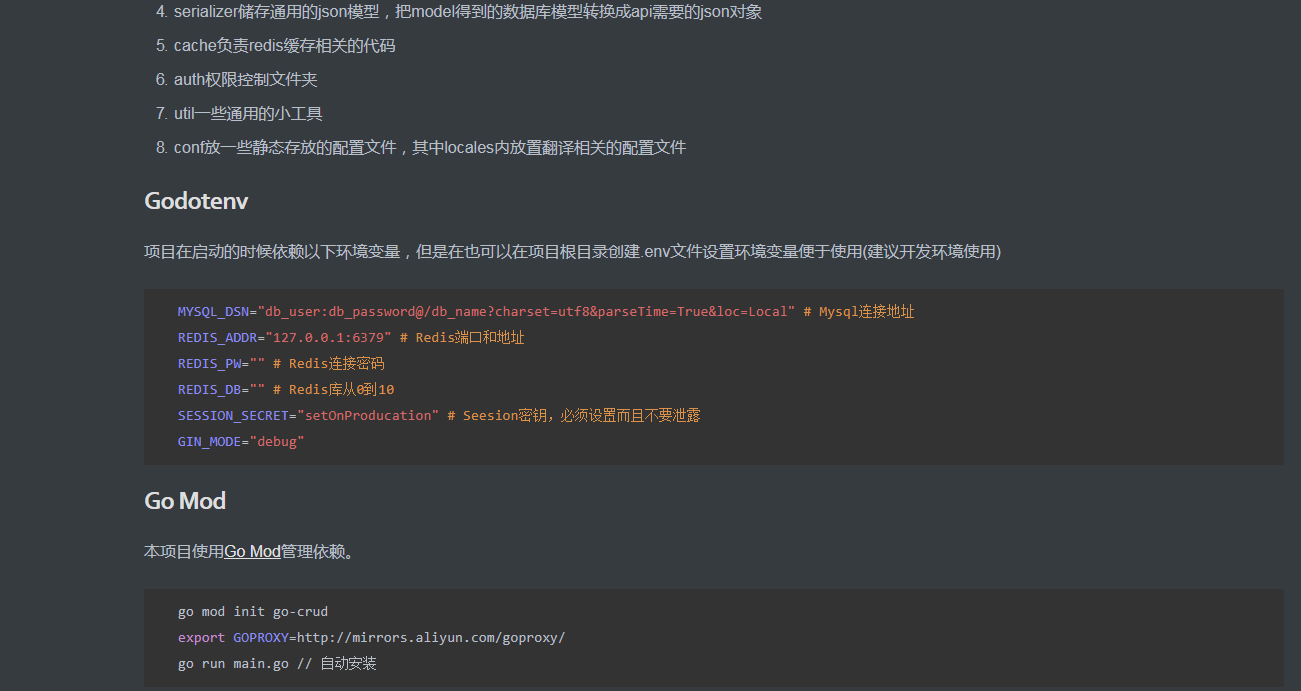 4. serializer储存通用的json模型，把model得到的数据库模型转换成api需要的json对象
5. cache负责redis缓存相关的代码
6. auth权限控制文件夹
7. util一些通用的小工具
8. conf放一些静态存放的配置文件，其中locales内放置翻译相关的配置文件
Godotenv
项目在启动的时候依赖以下环境变量，但是在也可以在项目根目录创建.env文件设置环境变量便于使用(建议开发环境使用)
MYSQL_DSN="db_user:db_password@/db_name?charset=utf8&parseTime=True&loc=Local" # Mysql连接地址
REDIS_ADDR="127.0.0.1:6379" # Redis端口和地址
REDIS_PW="" # Redis连接密码
REDIS_DB="" # Redis库从0到10
SESSION_SECRET="setOnProducation" # Seesion密钥，必须设置而且不要泄露
GIN_MODE="debug"
Go Mod
本项目使用Go Mod管理依赖。
go mod init go-crud
export GOPROXY=http://mirrors.aliyun.com/goproxy/
go run main.go // 自动安装